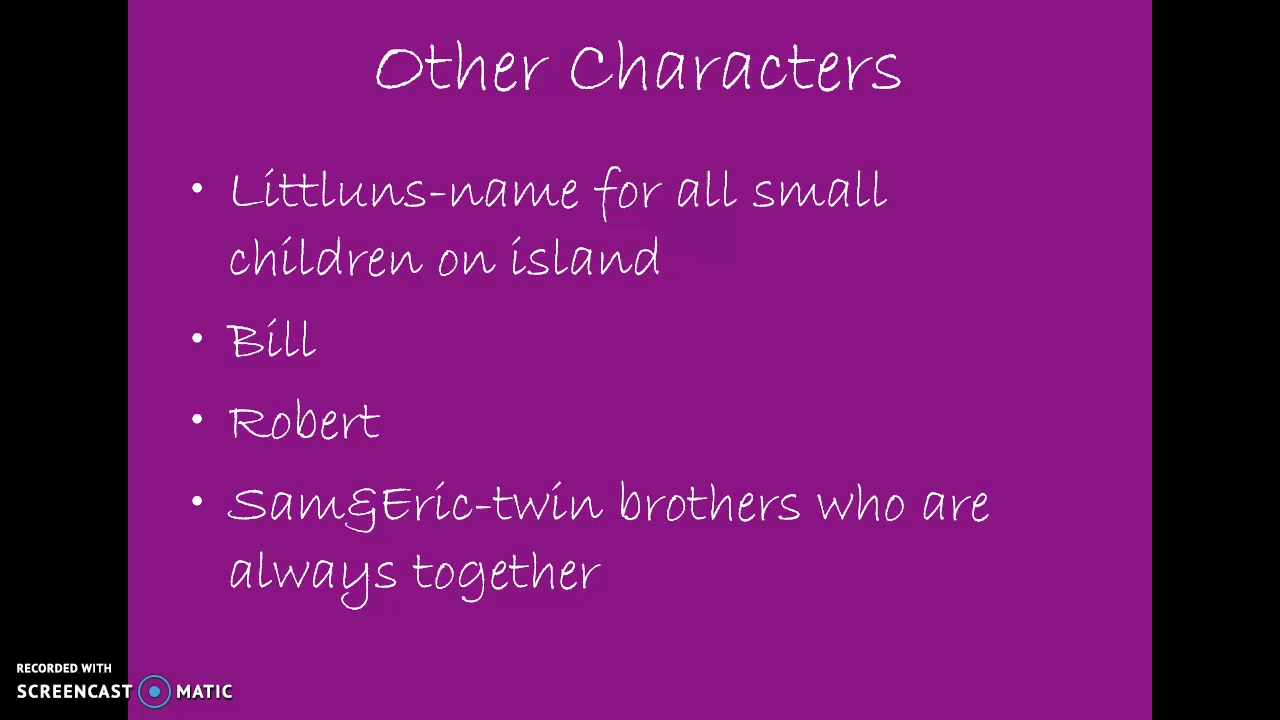 Other Characters
• Littluns-name for all small
children on island
• Bill
• Robert
• Sam&Eric-twin brothers who are
always together
RECORDED WITH
SCREENCAST MATIC